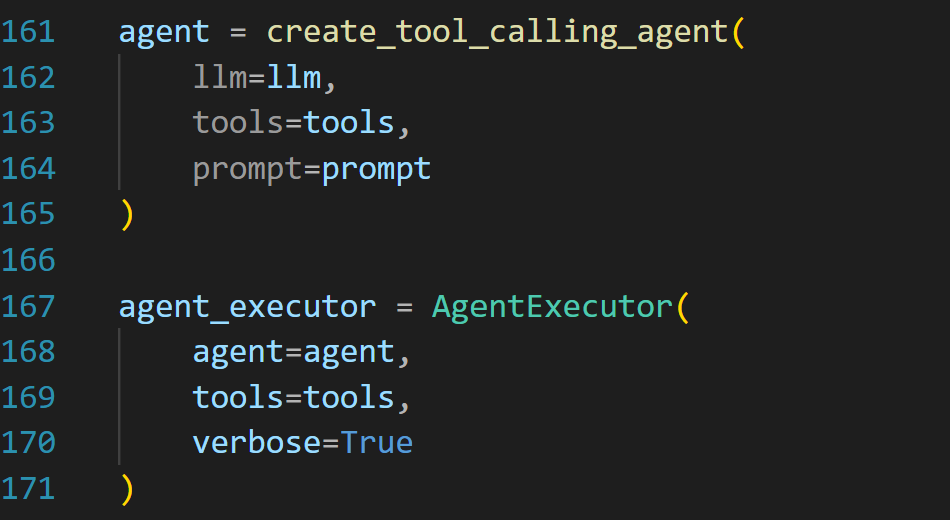 161 agent = create_tool_calling_agent(
162     llm=llm,
163     tools=tools,
164     prompt=prompt
165 )
166
167 agent_executor = AgentExecutor(
168     agent=agent,
169     tools=tools,
170     verbose=True
171 )